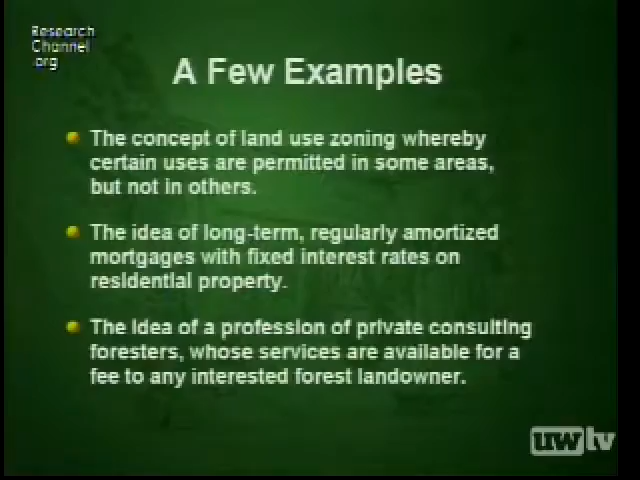 Research
Channel
.org
A Few Examples
The concept of land use zoning whereby
certain uses are permitted in some areas,
but not in others.
The idea of long-term, regularly amortized
mortgages with fixed interest rates on
residential property.
The idea of a profession of private consulting
foresters, whose services are available for a
fee to any interested forest landowner.
uwtv